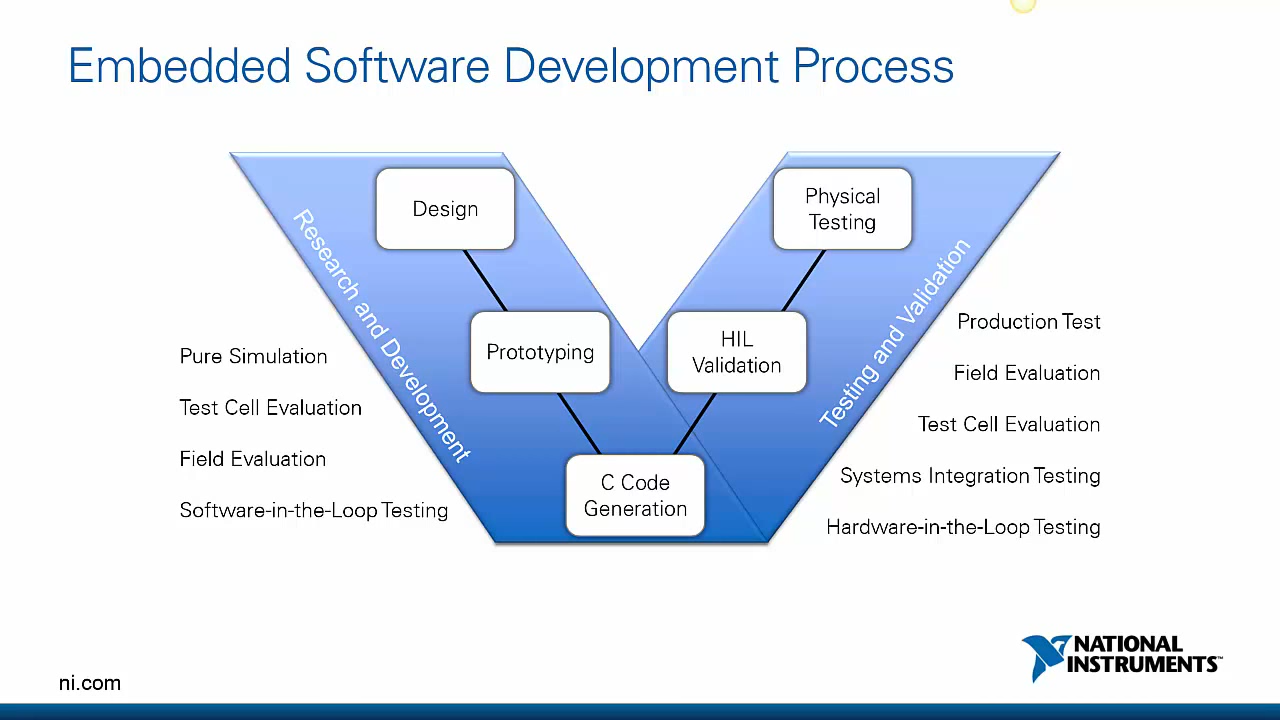 Embedded Software Development Process
Design
Physical
Testing
Research and Development
Testing and Validation
Prototyping
HIL
Validation
C Code
Generation
Pure Simulation
Test Cell Evaluation
Field Evaluation
Software-in-the-Loop Testing
Production Test
Field Evaluation
Test Cell Evaluation
Systems Integration Testing
Hardware-in-the-Loop Testing
NATIONAL
INSTRUMENTS™
ni.com